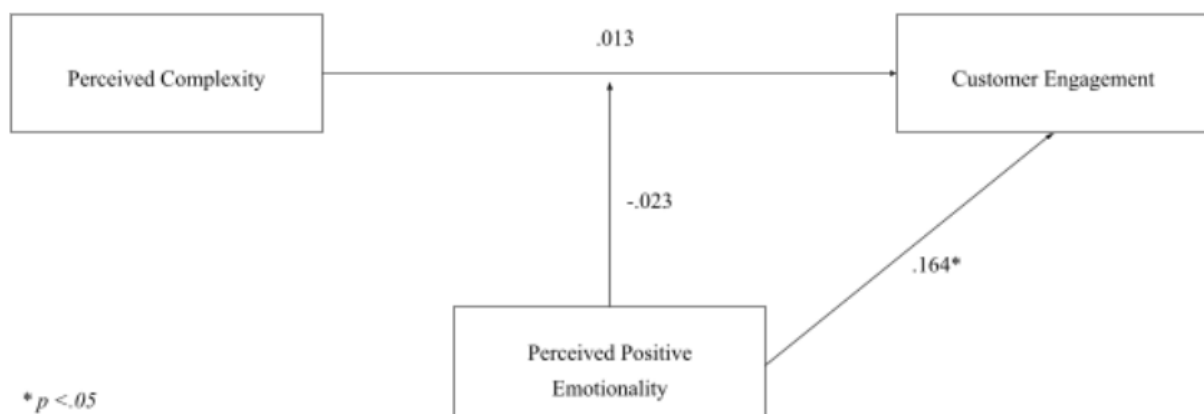 .013
Perceived Complexity
Customer Engagement
-.023
.164*
Perceived Positive
Emotionality
* p <.05